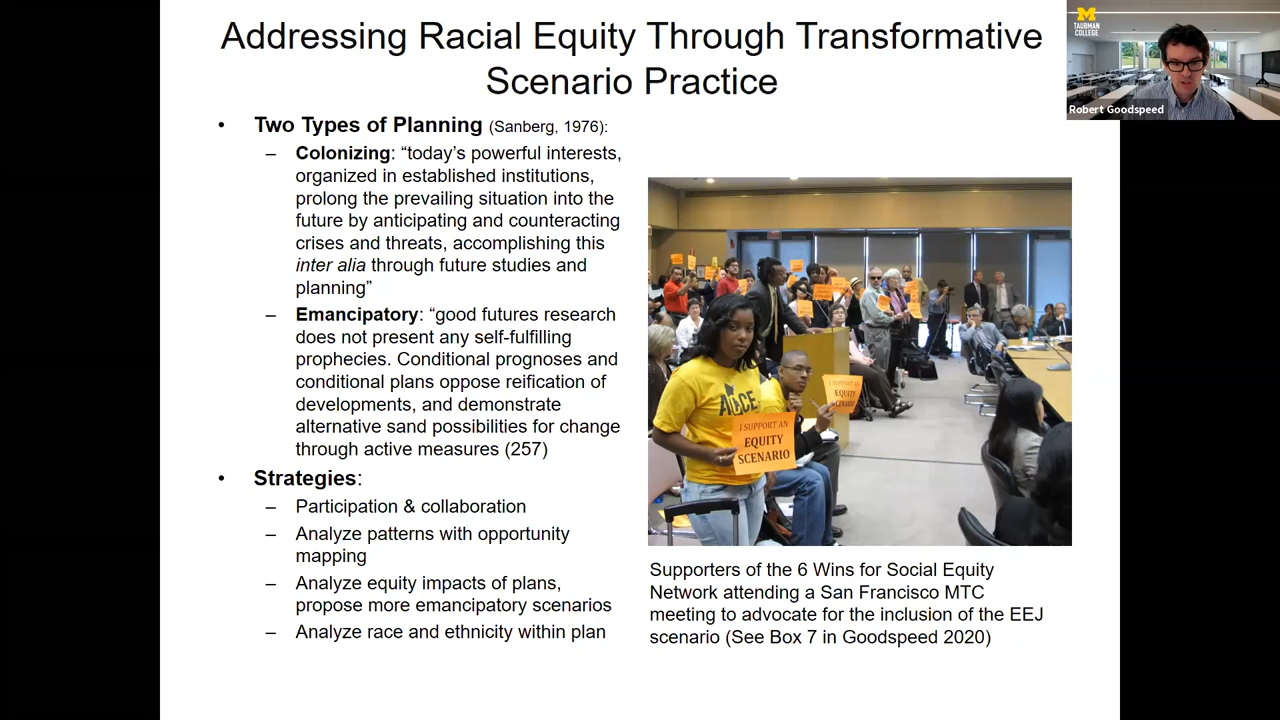 Addressing Racial Equity Through Transformative
Scenario Practice
• Two Types of Planning (Sanberg, 1976):
– Colonizing: “today’s powerful interests,
organized in established institutions,
prolong the prevailing situation into the
future by anticipating and counteracting
crises and threats, accomplishing this
inter alia through future studies and
planning”
– Emancipatory: “good futures research
does not present any self-fulfilling
prohecies. Conditional prognoses and
conditional plans oppose reification of
developments, and demonstrate
alternative sand possibilities for change
through active measures (257)
• Strategies:
– Participation & collaboration
– Analyze patterns with opportunity
mapping
– Analyze equity impacts of plans,
propose more emancipatory scenarios
– Analyze race and ethnicity within plan
I SUPPORT AN
EQUITY
SCENARIO
I SUPPORT AN
EQUITY
SCENARIO
Supporters of the 6 Wins for Social Equity
Network attending a San Francisco MTC
meeting to advocate for the inclusion of the EEJ
scenario (See Box 7 in Goodspeed 2020)
M
TAUBMAN
COLLEGE
Robert Goodspeed